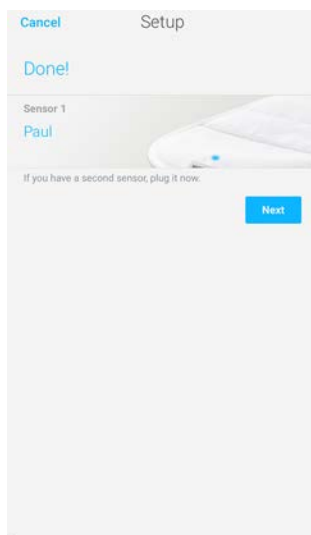 Cancel Setup
Done!
Sensor 1
Paul
If you have a second sensor, plug it now.
Next